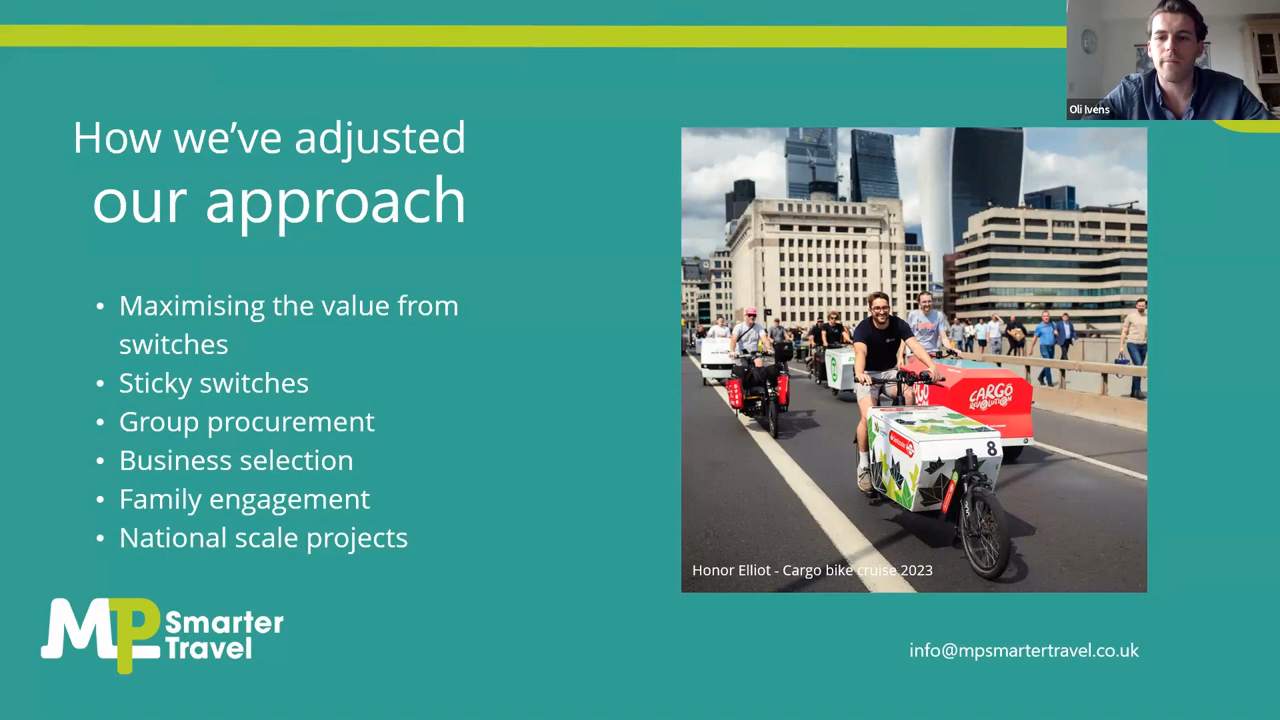 Oli Ivens
How we've adjusted
our approach
• Maximising the value from
switches
• Sticky switches
• Group procurement
• Business selection
• Family engagement
• National scale projects
CARGO
REVOLUTION
8
Honor Elliot - Cargo bike cruise 2023
MP Smarter
Travel
info@mpsmartertravel.co.uk